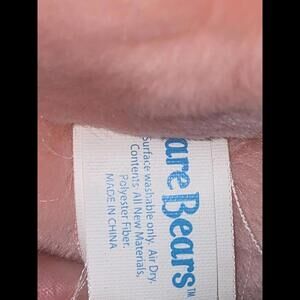 are Bears™
Surface washable only. Air Dry.
Contents: All New Materials,
Polyester Fiber.
MADE IN CHINA